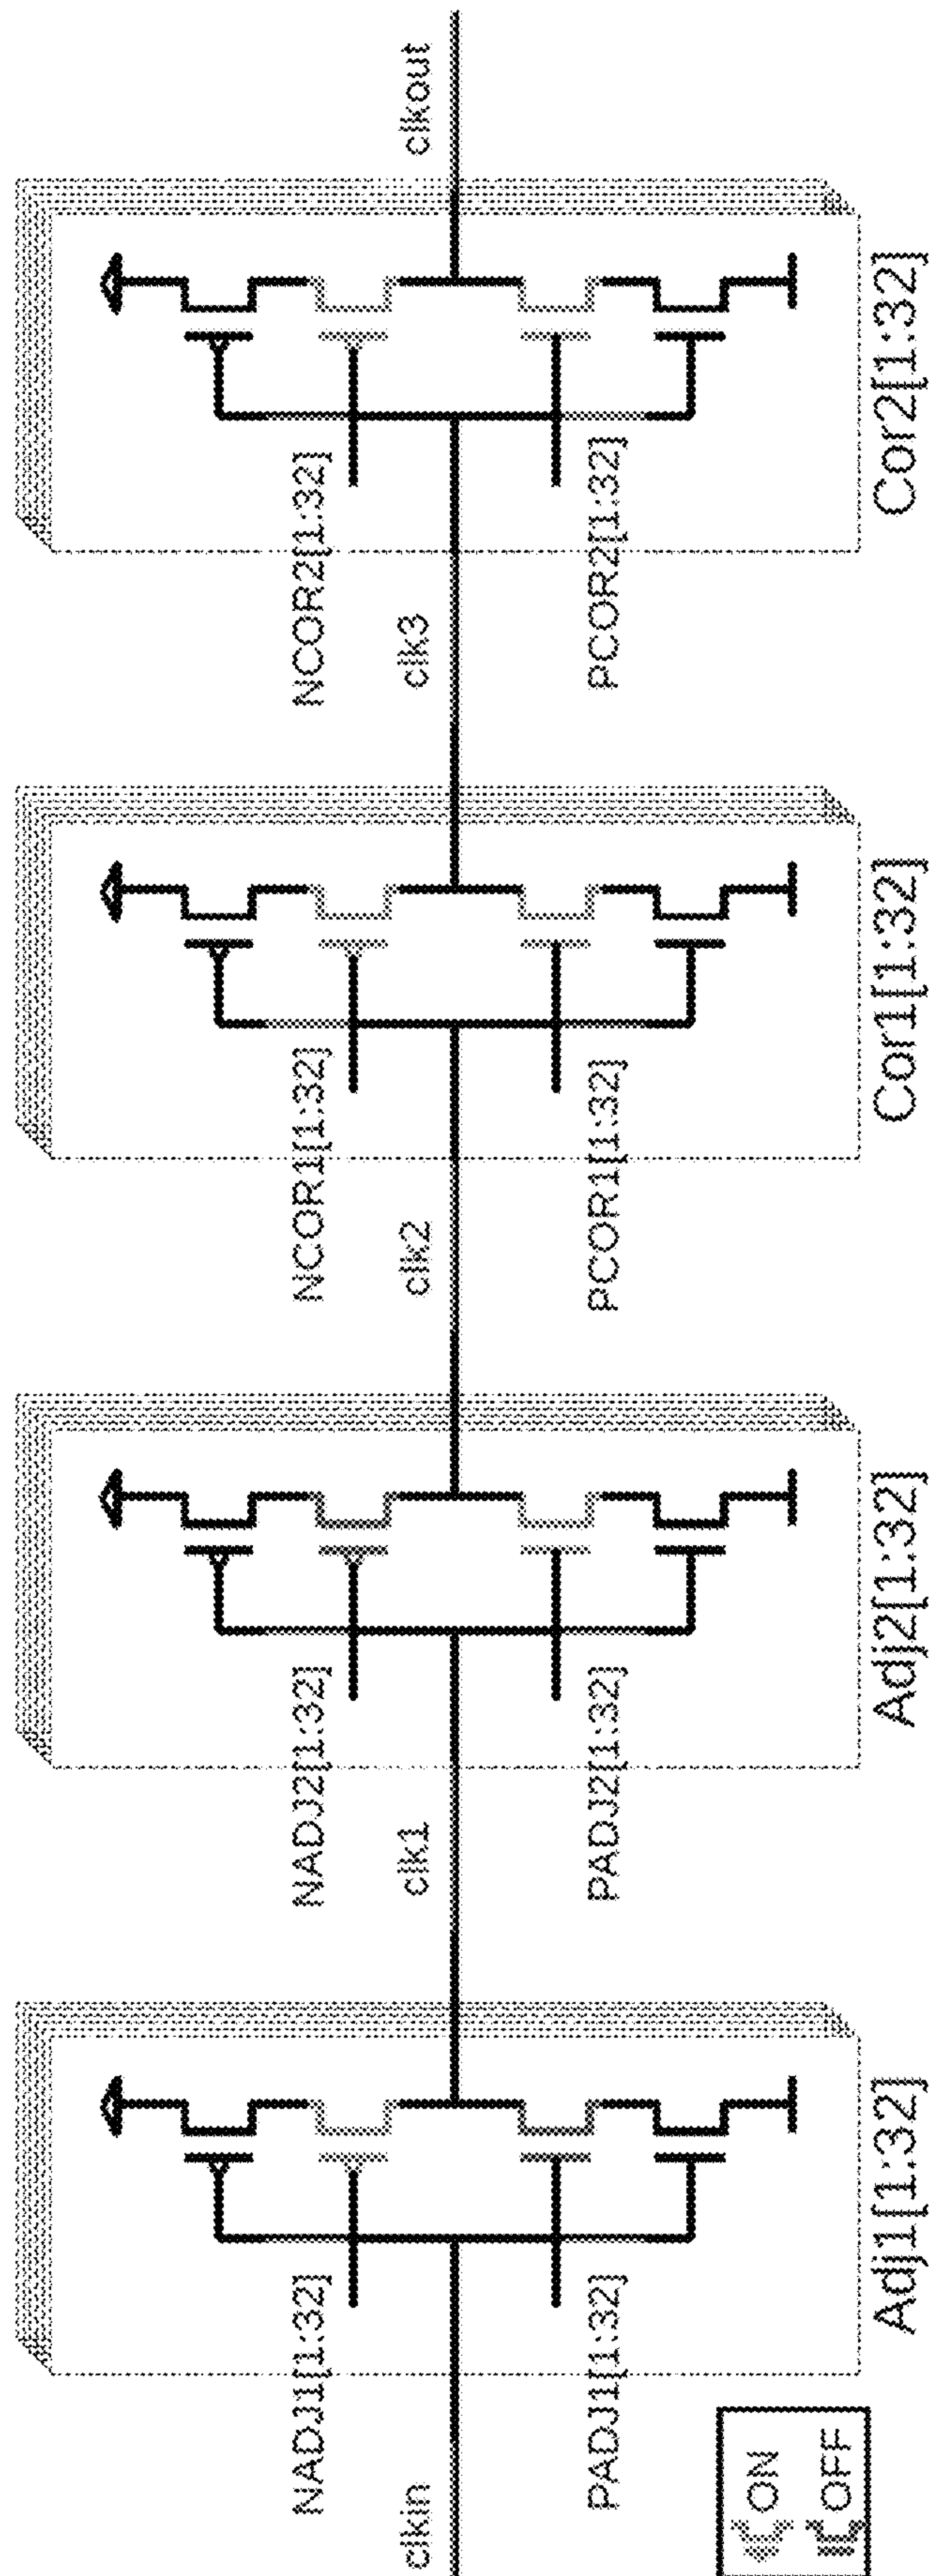 clkin
NADJ1[1:32]
PADJ1[1:32]
Adj1[1:32]
clk1
NADJ2[1:32]
PADJ2[1:32]
Adj2[1:32]
clk2
NCOR1[1:32]
PCOR1[1:32]
Cor1[1:32]
clk3
NCOR2[1:32]
PCOR2[1:32]
Cor2[1:32]
clkout
ON
OFF